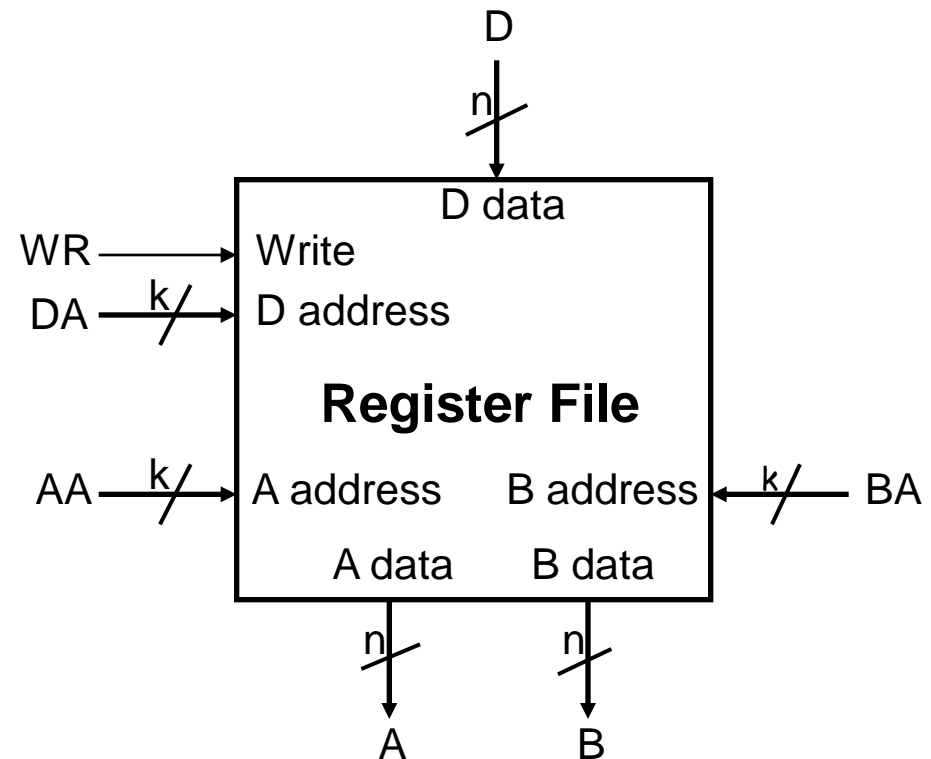 D
n
D data
WR
Write
DA
k
D address
Register File
AA
k
A address
B address
k
BA
A data
B data
n
n
A
B